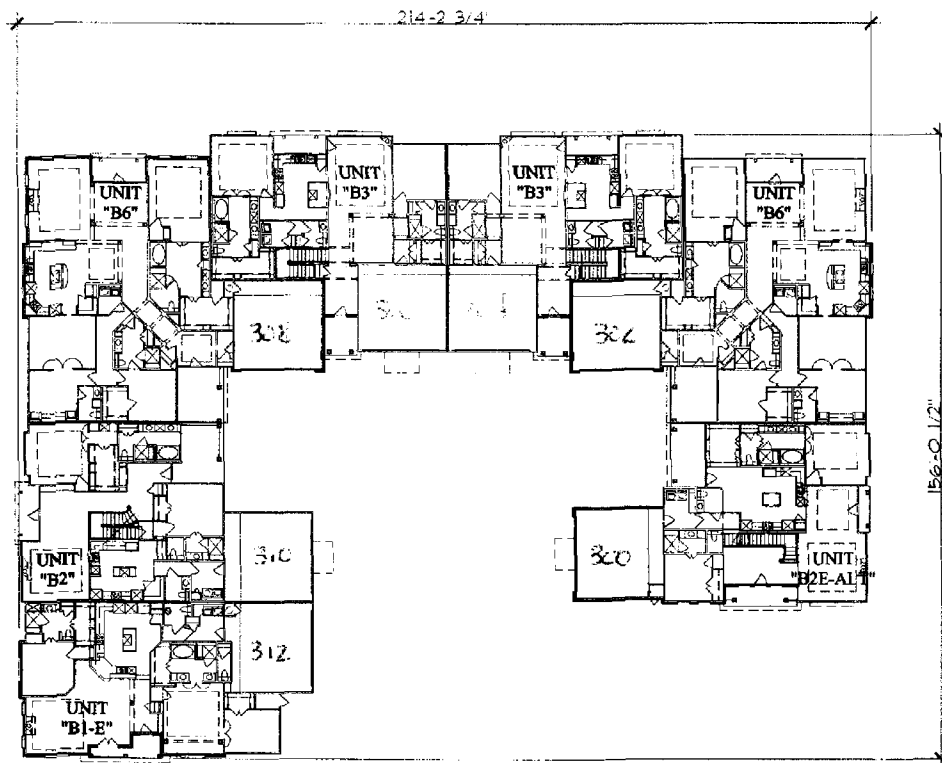 214-2 3/4"
UNIT
"B6"
UNIT
"B3"
UNIT
"B3"
UNIT
"B6"
308
302
156-0 1/2"
310
300
UNIT
"B2"
UNIT
"B2E-ALT"
312
UNIT
"B1-E"